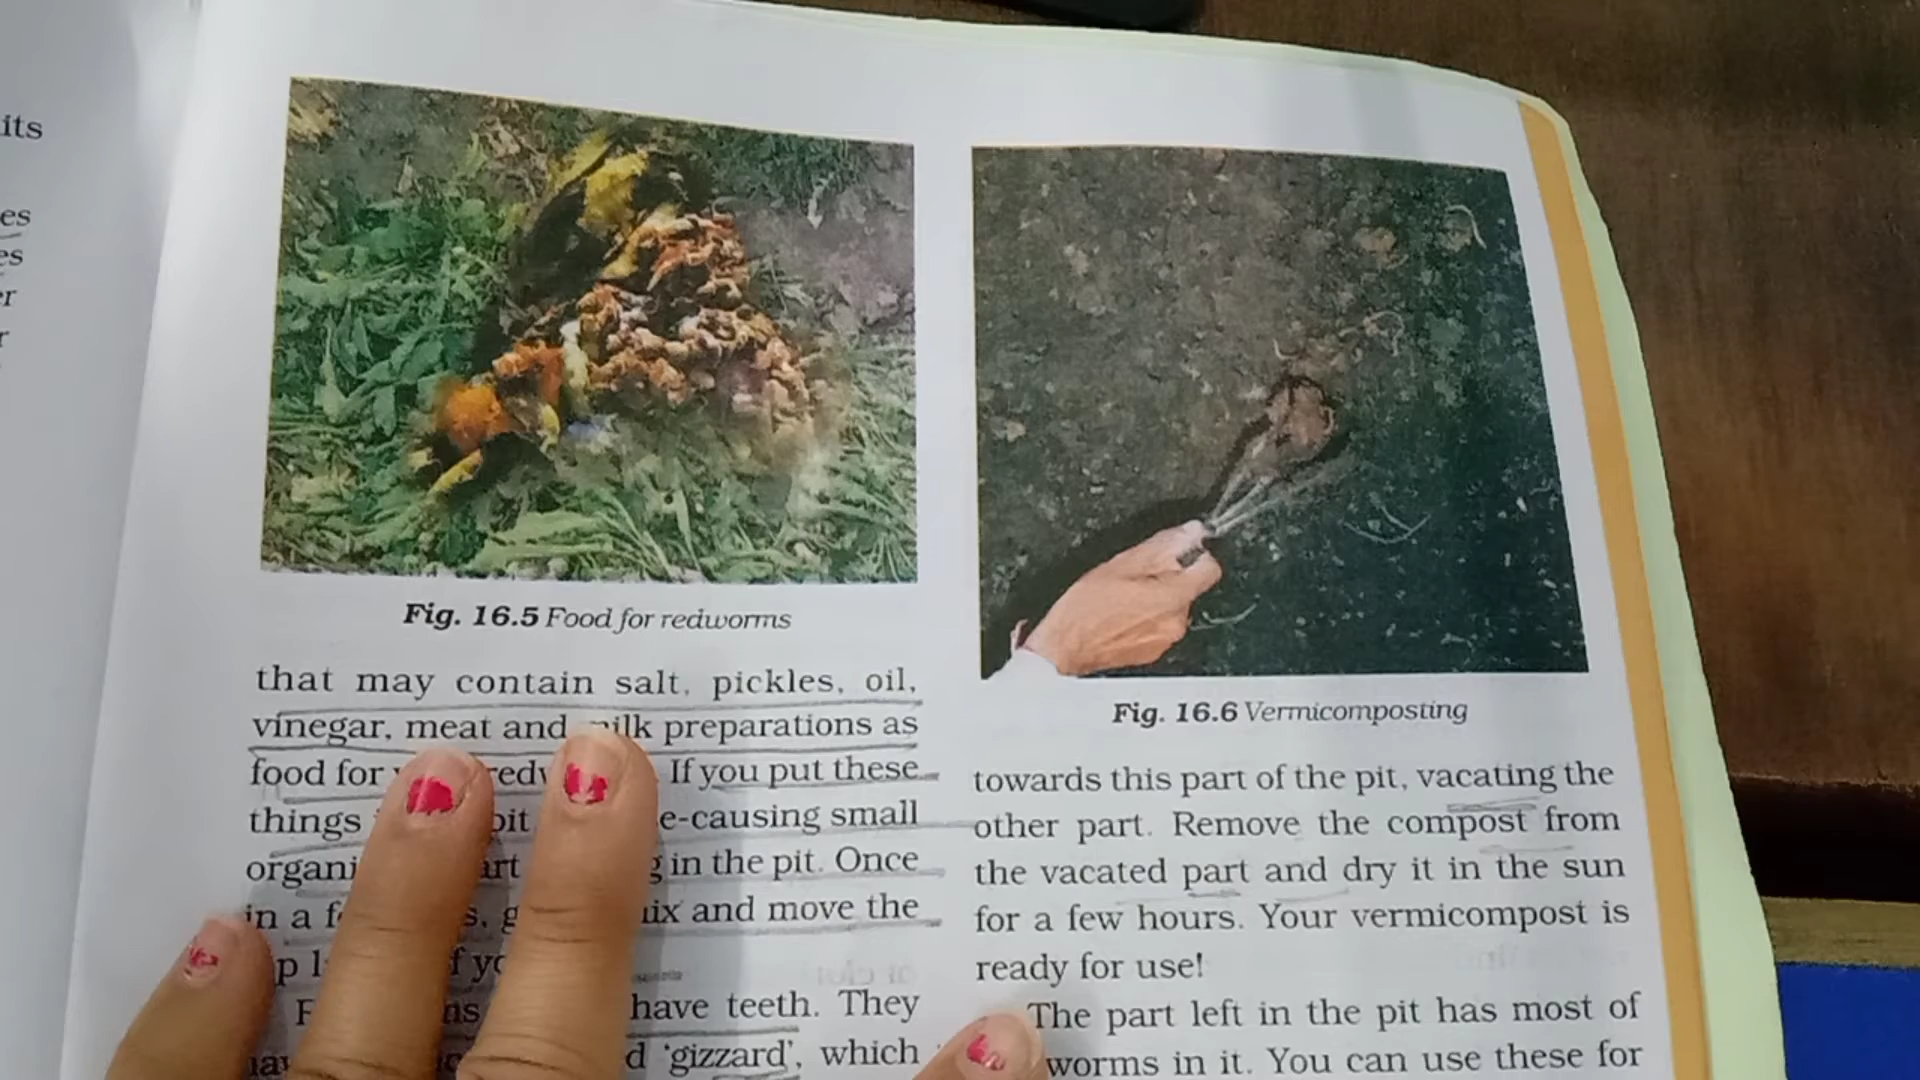 its
es
es
er
r
Fig. 16.5 Food for redworms
that may contain salt, pickles, oil,
vinegar, meat and milk preparations as
food for If you put these
things small
in the pit. Once
in a and move the
have teeth. They
'gizzard', which
Fig. 16.6 Vermicomposting
towards this part of the pit, vacating the
other part. Remove the compost from
the vacated part and dry it in the sun
for a few hours. Your vermicompost is
ready for use!
The part left in the pit has most of
worms in it. You can use these for